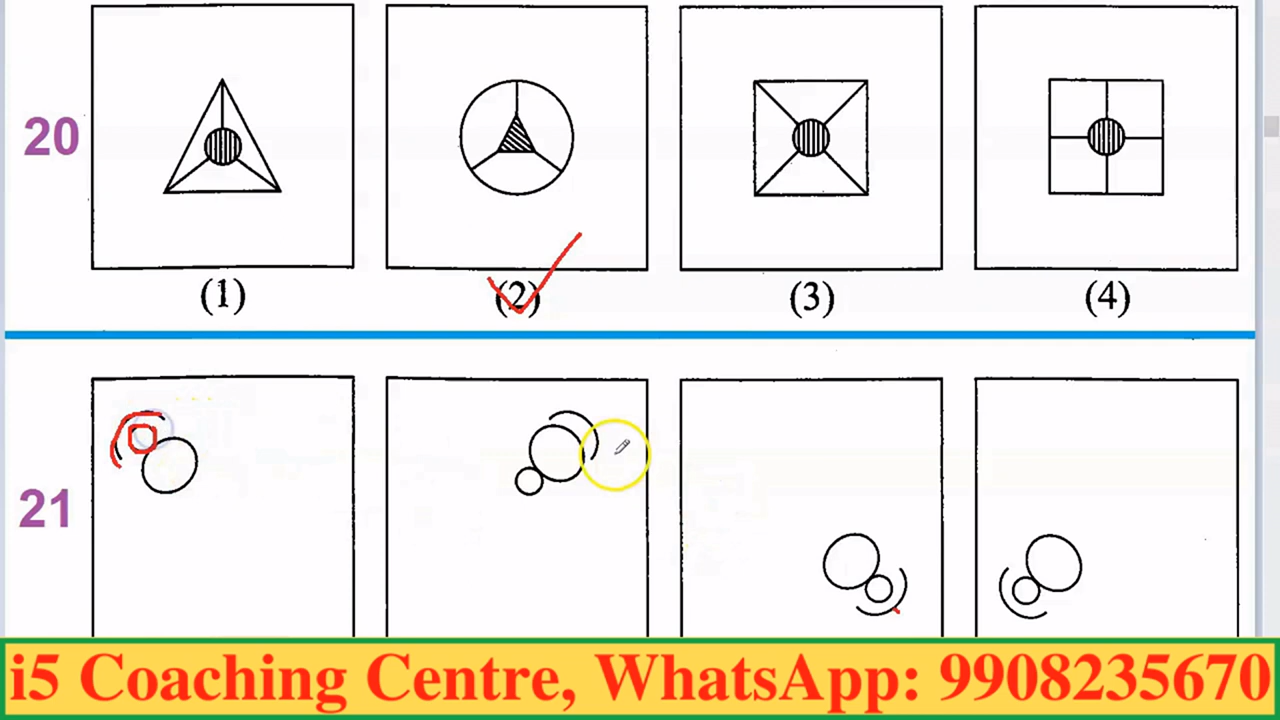 20
(1) (2) (3) (4)
21
i5 Coaching Centre, WhatsApp: 9908235670